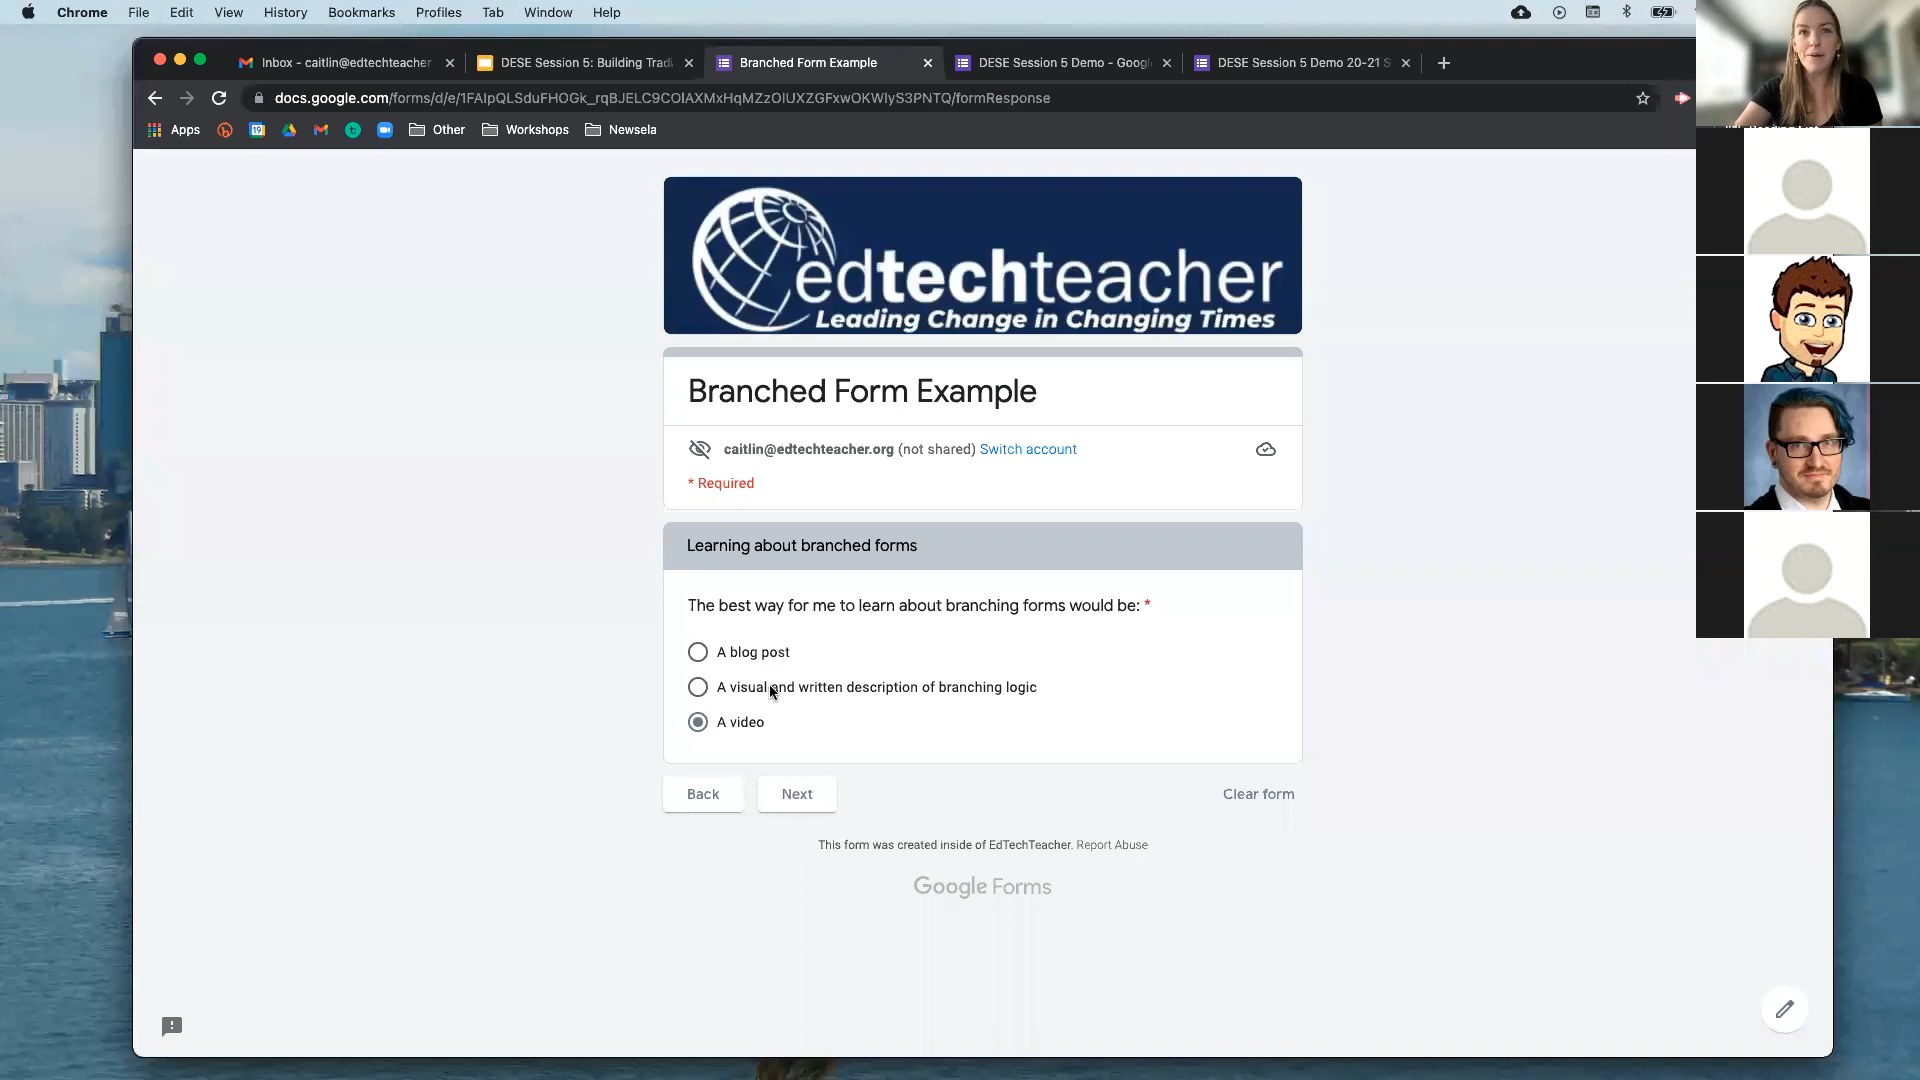 Chrome File Edit View History Bookmarks Profiles Tab Window Help
Inbox - caitlin@edtechteacher
DESE Session 5: Building Tradi
Branched Form Example
DESE Session 5 Demo - Googl
DESE Session 5 Demo 20-21 S
docs.google.com/forms/d/e/1FAIpQLSduFHOGk_rqBJELC9COIAXMxHqMZzOIUXZGFxwOKWIyS3PNTQ/formResponse
Apps 19 Other Workshops Newsela
edtechteacher
Leading Change in Changing Times
Branched Form Example
caitlin@edtechteacher.org (not shared) Switch account
* Required
Learning about branched forms
The best way for me to learn about branching forms would be: *
A blog post
A visual and written description of branching logic
A video
Back Next Clear form
This form was created inside of EdTechTeacher. Report Abuse
Google Forms